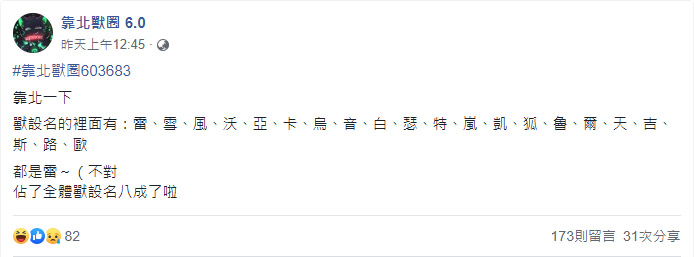 靠北獸圈 6.0
昨天上午12:45
#靠北獸圈603683
靠北一下
獸設名的裡面有：雷、雪、風、沃、亞、卡、烏、音、白、瑟、特、嵐、凱、狐、魯、爾、天、吉、
斯、路、歐
都是雷～（不對
佔了全體獸設名八成了啦
82
173則留言 31次分享